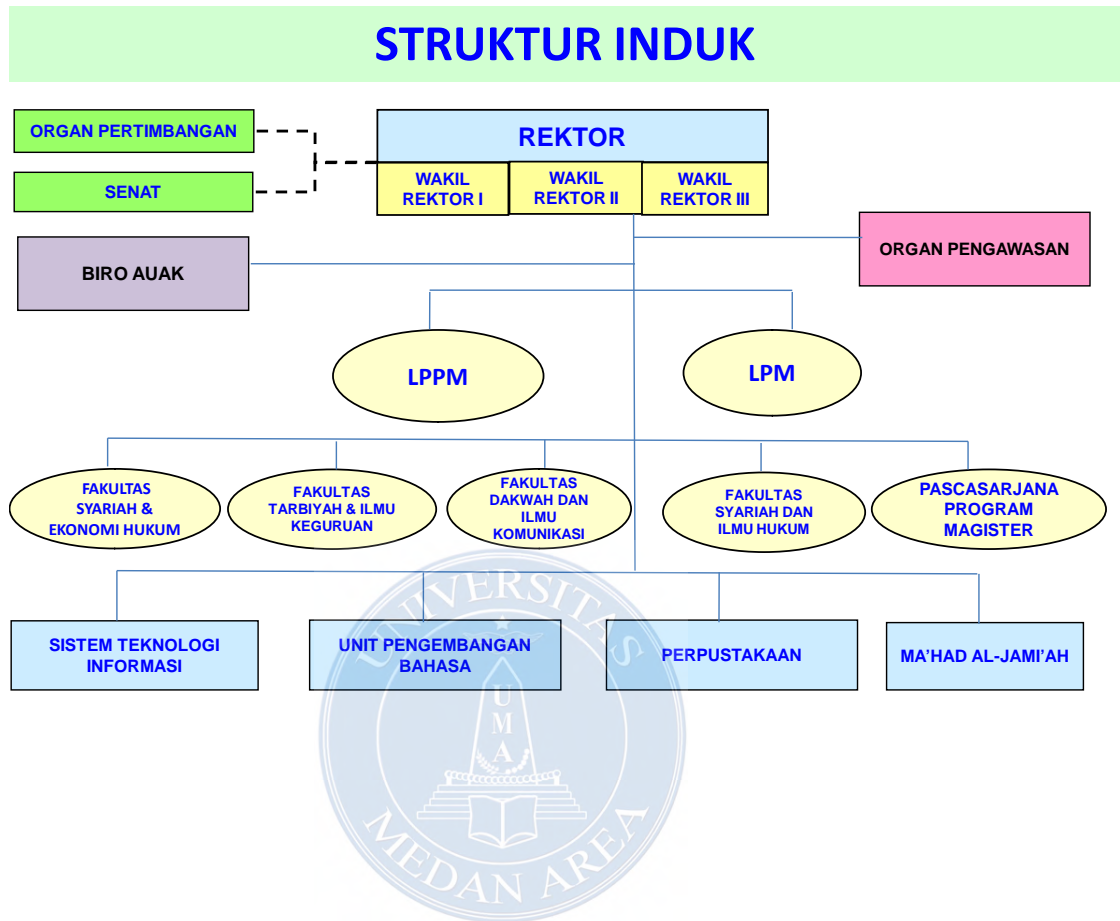 STRUKTUR INDUK
ORGAN PERTIMBANGAN
SENAT
REKTOR
WAKIL
REKTOR I
WAKIL
REKTOR II
WAKIL
REKTOR III
BIRO AUAK
ORGAN PENGAWASAN
LPPM
LPM
FAKULTAS
SYARIAH &
EKONOMI HUKUM
FAKULTAS
TARBIYAH & ILMU
KEGURUAN
FAKULTAS
DAKWAH DAN
ILMU
KOMUNIKASI
FAKULTAS
SYARIAH DAN
ILMU HUKUM
PASCASARJANA
PROGRAM
MAGISTER
SISTEM TEKNOLOGI
INFORMASI
UNIT PENGEMBANGAN
BAHASA
PERPUSTAKAAN
MA'HAD AL-JAMI'AH
UNIVERSITAS
U
M
A
MEDAN AREA